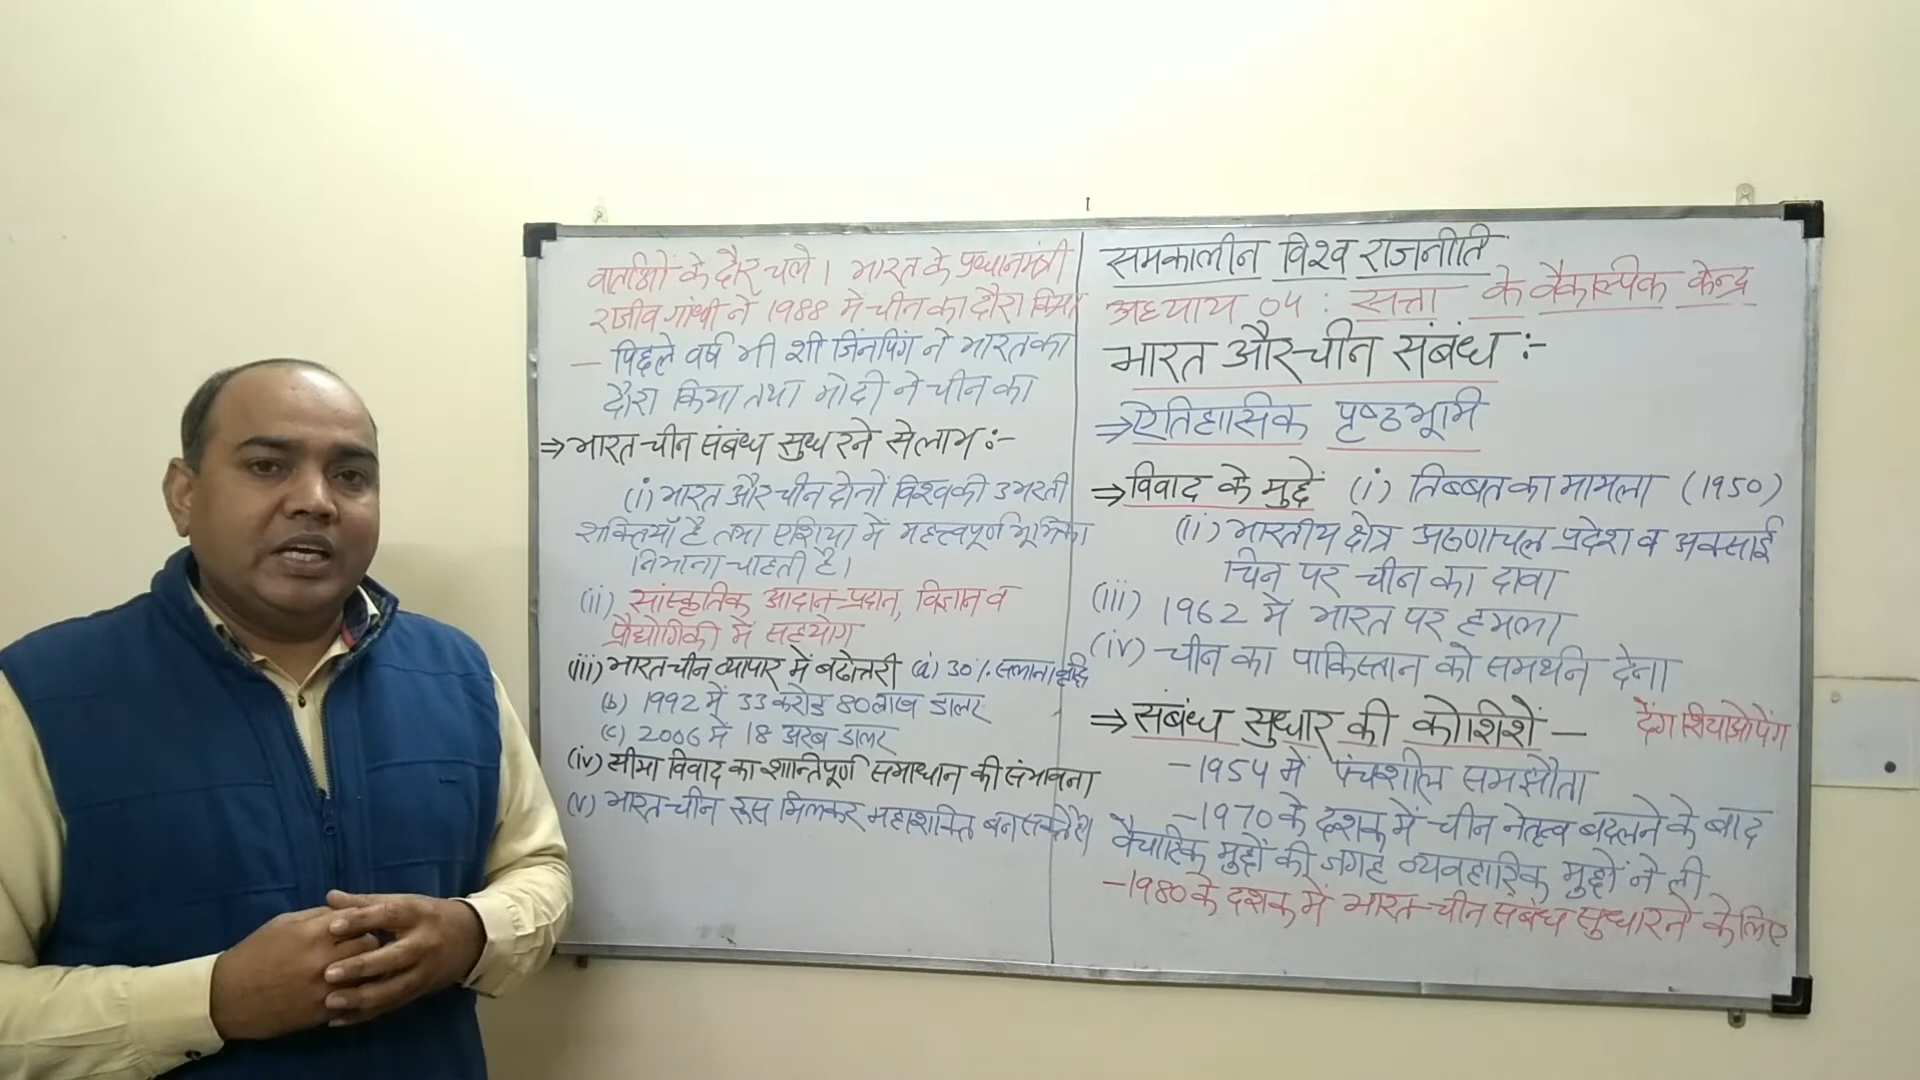 समकालीन विश्व राजनीति
अध्याय 04 : सत्ता के वैकल्पिक केन्द्र
भारत और चीन संबंध :-
⇒ ऐतिहासिक पृष्ठभूमि
⇒ विवाद के मुद्दे (i) तिब्बत का मामला (1950)
(ii) भारतीय क्षेत्र अरुणाचल प्रदेश व अक्साई
चिन पर चीन का दावा
(iii) 1962 में भारत पर हमला
(iv) चीन का पाकिस्तान को समर्थन देना
⇒ संबंध सुधार की कोशिशें - देंग शियाओपेंग
- 1954 में पंचशील समझौता
- 1970 के दशक में चीन नेतृत्व बदलने के बाद
वैचारिक मुद्दों की जगह व्यवहारिक मुद्दों ने ली
- 1980 के दशक में भारत-चीन संबंध सुधारने के लिए
वार्ताओं के दौर चले। भारत के प्रधानमंत्री
राजीव गांधी ने 1988 में चीन का दौरा किया
- पिछले वर्ष भी शी जिंनपिंग ने भारत का
दौरा किया तथा मोदी ने चीन का
⇒ भारत-चीन संबंध सुधरने से लाभ :-
(i) भारत और चीन दोनों विश्व की उभरती
शक्तियाँ है तथा एशिया में महत्त्वपूर्ण भूमिका
निभाना चाहती है।
(ii) सांस्कृतिक आदान-प्रदान, विज्ञान व
प्रौद्योगिकी में सहयोग
(iii) भारत चीन व्यापार में बढोत्तरी (a) 30% सलाना वृद्धि
(b) 1992 में 33 करोड़ 80 लाख डालर
(c) 2006 में 18 अरब डालर
(iv) सीमा विवाद का शान्तिपूर्ण समाधान की संभावना
(v) भारत-चीन रूस मिलकर महाशक्ति बन सकते है।